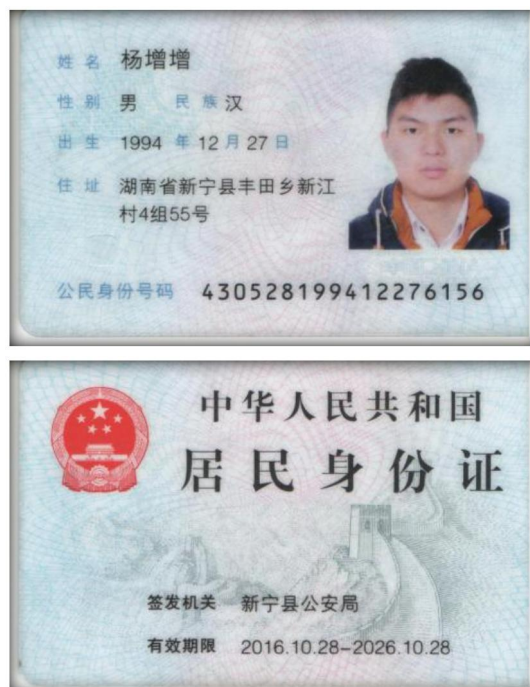 姓名 杨增增
性别 男 民族 汉
出生 1994 年 12 月 27 日
住址 湖南省新宁县丰田乡新江
村4组55号
公民身份号码 430528199412276156
中华人民共和国
居民身份证
签发机关 新宁县公安局
有效期限 2016.10.28-2026.10.28